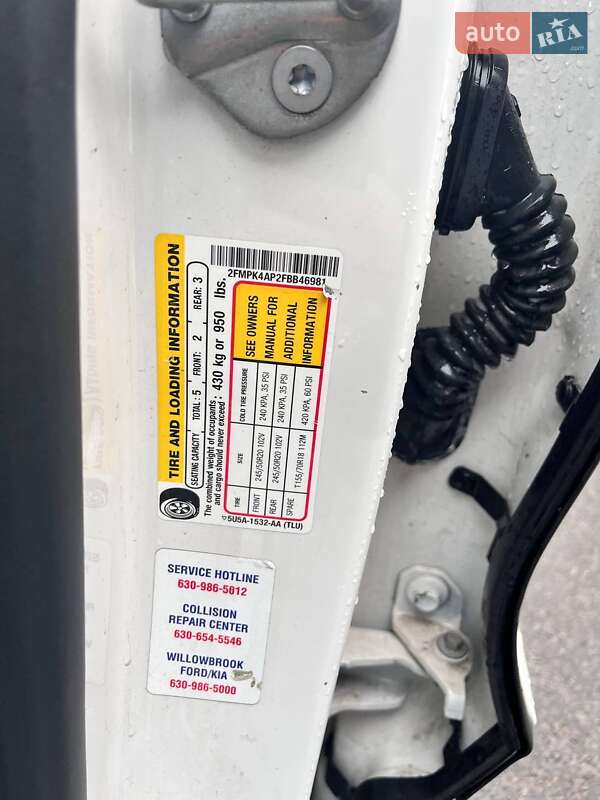 auto RIA .com
2FMPK4AP2FBB46981
TIRE AND LOADING INFORMATION
SEATING CAPACITY TOTAL: 5 FRONT: 2 REAR: 3
The combined weight of occupants
and cargo should never exceed: 430 kg or 950 lbs.
TIRE SIZE COLD TIRE PRESSURE
FRONT 245/50R20 102V 240 KPA, 35 PSI
REAR 245/50R20 102V 240 KPA, 35 PSI
SPARE T155/70R18 112M 420 KPA, 60 PSI
SEE OWNERS
MANUAL FOR
ADDITIONAL
INFORMATION
5U5A-1532-AA (TLU)
SERVICE HOTLINE
630-986-5012
COLLISION
REPAIR CENTER
630-654-5546
WILLOWBROOK
FORD/KIA
630-986-5000